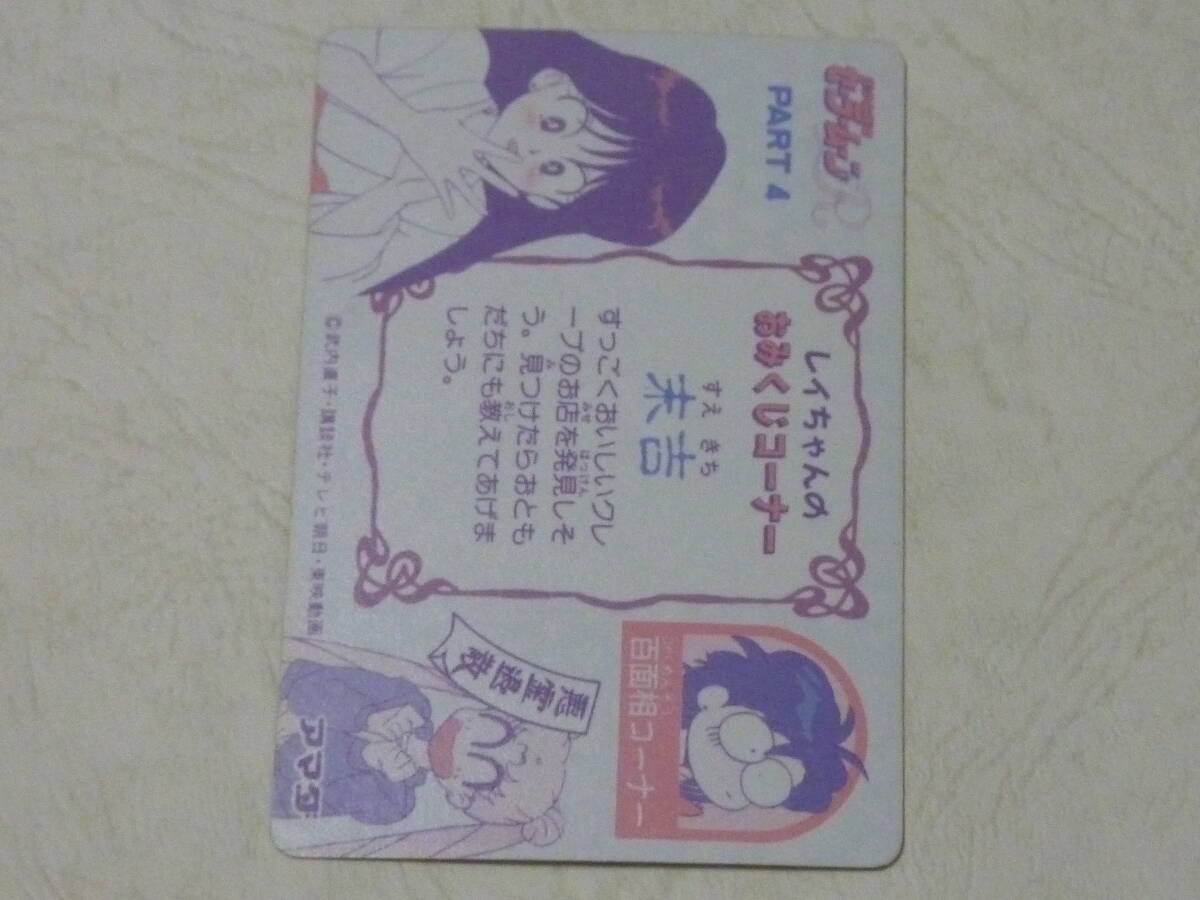 セーラームーンR
PART 4
レイちゃんの
おみくじコーナー
すえ きち
末吉
すっごくおいしいクレ
ープのお店を発見しそ
う。見つけたらおとも
だちにも教えてあげま
しょう。
百面相コーナー
悪霊退散
アマダ
©武内直子・講談社・テレビ朝日・東映動画